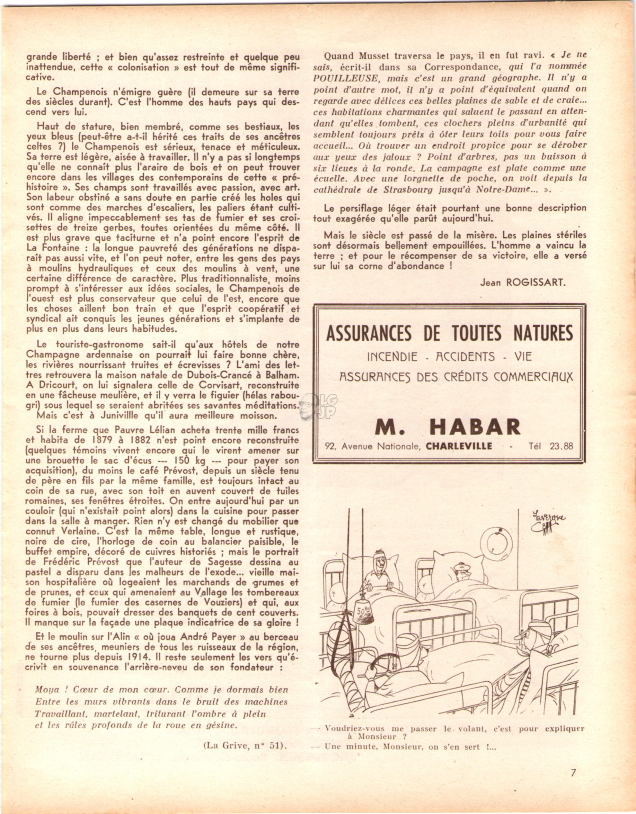 grande liberté ; et bien qu'assez restreinte et quelque peu
inattendue, cette « colonisation » est tout de même signifi-
cative.
Le Champenois n'émigre guère (il demeure sur sa terre
des siècles durant). C'est l'homme des hauts pays qui des-
cend vers lui.
Haut de stature, bien membré, comme ses bestiaux, les
yeux bleus (peut-être a-t-il hérité ces traits de ses ancêtres
celtes ?) le Champenois est sérieux, tenace et méticuleux.
Sa terre est légère, aisée à travailler. Il n'y a pas si longtemps
qu'elle ne connaît plus l'araire de bois et on peut trouver
encore dans les villages des contemporains de cette « pré-
histoire ». Ses champs sont travaillés avec passion, avec art.
Son labeur obstiné a sans doute en partie créé les holes qui
sont comme des marches d'escaliers, les paliers étant culti-
vés. Il aligne impeccablement ses tas de fumier et ses croi-
settes de treize gerbes, toutes orientées du même côté. Il
est plus grave que taciturne et n'a point encore l'esprit de
La Fontaine : la longue pauvreté des générations ne dispa-
raît pas aussi vite, et l'on peut noter, entre les gens des pays
à moulins hydrauliques et ceux des moulins à vent, une
certaine différence de caractère. Plus traditionnaliste, moins
prompt à s'intéresser aux idées sociales, le Champenois de
l'ouest est plus conservateur que celui de l'est, encore que
les choses aillent bon train et que l'esprit coopératif et
syndical ait conquis les jeunes générations et s'implante de
plus en plus dans leurs habitudes.
Le touriste-gastronome sait-il qu'aux hôtels de notre
Champagne ardennaise on pourrait lui faire bonne chère,
les rivières nourrissant truites et écrevisses ? L'ami des let-
tres retrouvera la maison natale de Dubois-Crancé à Balham.
A Dricourt, on lui signalera celle de Corvisart, reconstruite
en une fâcheuse meulière, et il y verra le figuier (hélas rabou-
gri) sous lequel se seraient abritées ses savantes méditations.
Mais c'est à Junivillle qu'il aura meilleure moisson.
Si la ferme que Pauvre Lélian acheta trente mille francs
et habita de 1879 à 1882 n'est point encore reconstruite
(quelques témoins vivent encore qui le virent amener sur
une brouette le sac d'écus — 150 kg — pour payer son
acquisition), du moins le café Prévost, depuis un siècle tenu
de père en fils par la même famille, est toujours intact au
coin de sa rue, avec son toit en auvent couvert de tuiles
romaines, ses fenêtres étroites. On entre aujourd'hui par un
couloir (qui n'existait point alors) dans la cuisine pour passer
dans la salle à manger. Rien n'y est changé du mobilier que
connut Verlaine. C'est la même table, longue et rustique,
noire de cire, l'horloge de coin au balancier paisible, le
buffet empire, décoré de cuivres historiés ; mais le portrait
de Frédéric Prévost que l'auteur de Sagesse dessina au
pastel a disparu dans les malheurs de l'exode... vieille mai-
son hospitalière où logeaient les marchands de grumes et
de prunes, et ceux qui amenaient au Vallage les tombereaux
de fumier (le fumier des casernes de Vouziers) et qui, aux
foires à bois, pouvait dresser des banquets de cent couverts.
Il manque sur la façade une plaque indicatrice de sa gloire !
Et le moulin sur l'Alin « où joua André Payer » au berceau
de ses ancêtres, meuniers de tous les ruisseaux de la région,
ne tourne plus depuis 1914. Il reste seulement les vers qu'é-
crivit en souvenance l'arrière-neveu de son fondateur :
Moya ! Cœur de mon cœur. Comme je dormais bien
Entre les murs vibrants dans le bruit des machines
Travaillant, martelant, triturant l'ombre à plein
et les râles profonds de la roue en gésine.
(La Grive, n° 51).
Quand Musset traversa le pays, il en fut ravi. « Je ne
sais, écrit-il dans sa Correspondance, qui l'a nommée
POUILLEUSE, mais c'est un grand géographe. Il n'y a
point d'autre mot, il n'y a point d'équivalent quand on
regarde avec délices ces belles plaines de sable et de craie...
ces habitations charmantes qui saluent le passant en atten-
dant qu'elles tombent, ces clochers pleins d'urbanité qui
semblent toujours prêts à ôter leurs toits pour vous faire
accueil... Où trouver un endroit propice pour se dérober
aux yeux des jaloux ? Point d'arbres, pas un buisson à
six lieues à la ronde. La campagne est plate comme une
écuelle. Avec une lorgnette de poche, on voit depuis la
cathédrale de Strasbourg jusqu'à Notre-Dame... ».
Le persiflage léger était pourtant une bonne description
tout exagérée qu'elle parût aujourd'hui.
Mais le siècle est passé de la misère. Les plaines stériles
sont désormais bellement empouillées. L'homme a vaincu la
terre ; et pour le récompenser de sa victoire, elle a versé
sur lui sa corne d'abondance !
Jean ROGISSART.
ASSURANCES DE TOUTES NATURES
INCENDIE - ACCIDENTS - VIE
ASSURANCES DES CRÉDITS COMMERCIAUX
M. HABAR
92, Avenue Nationale, CHARLEVILLE - Tél 23.88
— Voudriez-vous me passer le volant, c'est pour expliquer
à Monsieur ?
— Une minute, Monsieur, on s'en sert !...
7